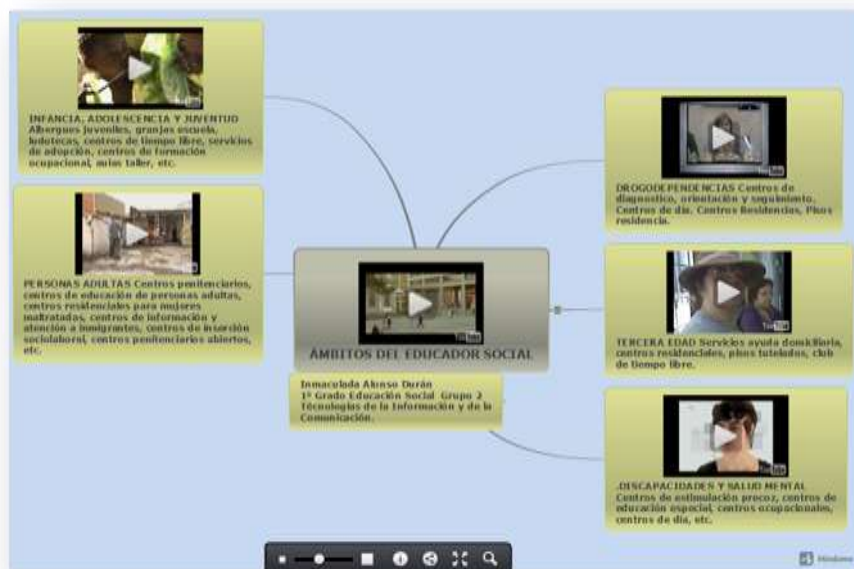 INFANCIA, ADOLESCENCIA Y JUVENTUD
Albergues juveniles, granjas escuela,
ludotecas, centros de tiempo libre, servicios
de adopción, centros de formación
ocupacional, aulas taller, etc.
PERSONAS ADULTAS Centros penitenciarios,
centros de educación de personas adultas,
centros residenciales para mujeres
maltratadas, centros de información y
atención a inmigrantes, centros de inserción
sociolaboral, centros penitenciarios abiertos,
etc.
ÁMBITOS DEL EDUCADOR SOCIAL
Inmaculada Alonso Durán
1º Grado Educación Social Grupo 2
Técnologías de la Información y de la
Comunicación.
DROGODEPENDENCIAS Centros de
diagnostico, orientación y seguimiento.
Centros de día. Centros Residencias, Pisos
residencia.
TERCERA EDAD Servicios ayuda domiciliaria,
centros residenciales, pisos tutelados, club
de tiempo libre.
.DISCAPACIDADES Y SALUD MENTAL
Centros de estimulación precoz, centros de
educación especial, centros ocupacionales,
centros de día, etc.
Mindomo